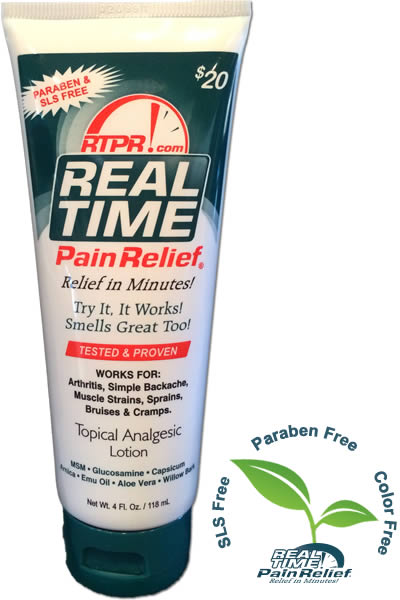 PARABEN &
SLS FREE
$20
RTPR!.com
REAL
TIME
Pain Relief®
Relief in Minutes!
Try It, It Works!
Smells Great Too!
TESTED & PROVEN
WORKS FOR:
Arthritis, Simple Backache,
Muscle Strains, Sprains,
Bruises & Cramps.
Topical Analgesic
Lotion
MSM • Glucosamine • Capsicum
Arnica • Emu Oil • Aloe Vera • Willow Bark
Net Wt. 4 Fl. Oz. / 118 mL
SLS Free
Paraben Free
Color Free
REAL
TIME
Pain Relief
Relief in Minutes!